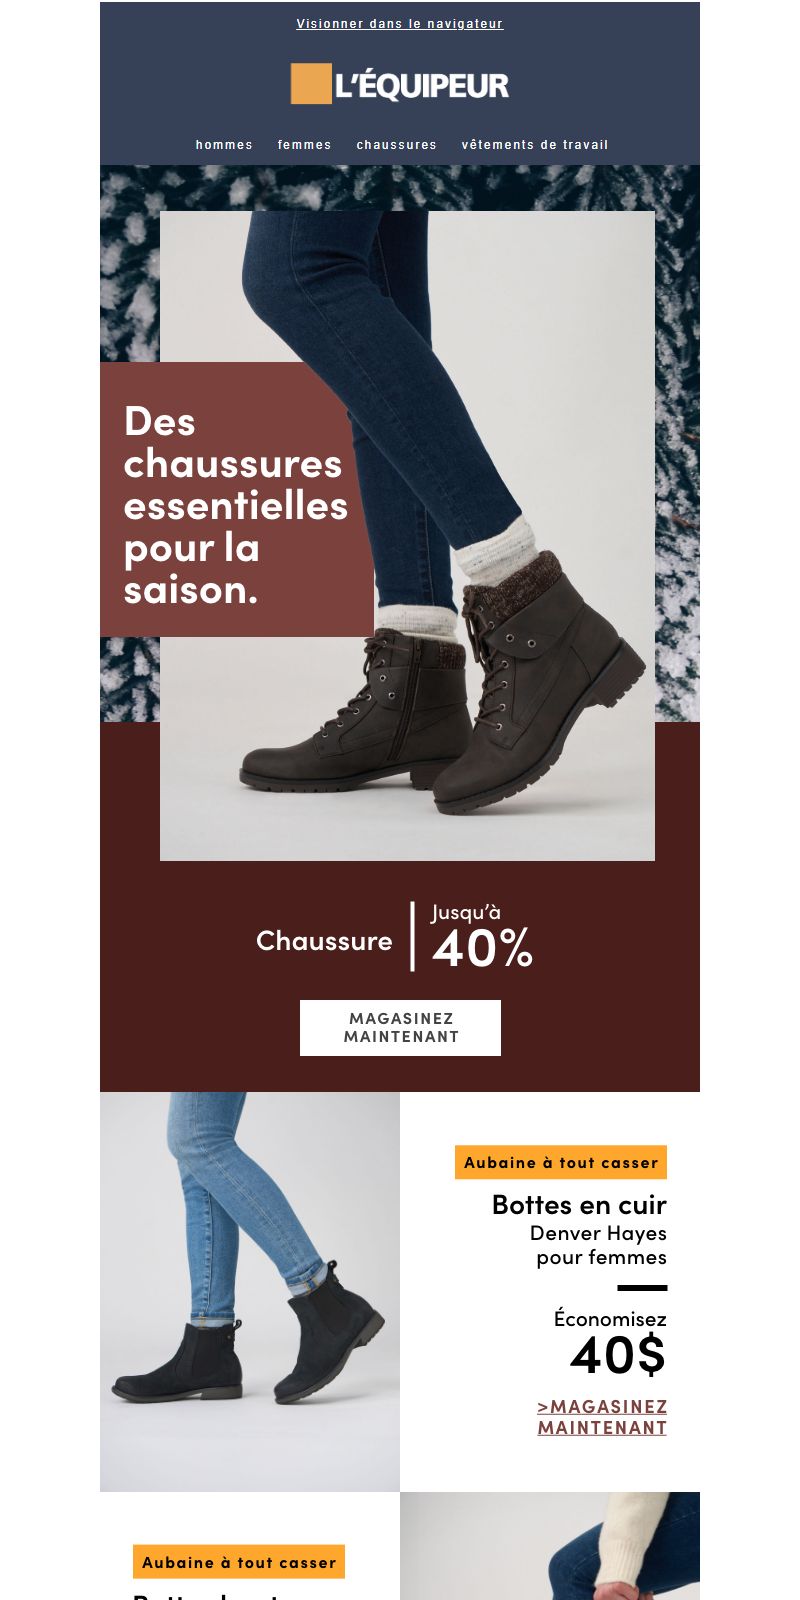 Visionner dans le navigateur
L'ÉQUIPEUR
hommes femmes chaussures vêtements de travail
Des
chaussures
essentielles
pour la
saison.
Chaussure
Jusqu'à
40%
MAGASINEZ
MAINTENANT
Aubaine à tout casser
Bottes en cuir
Denver Hayes
pour femmes
Économisez
40$
>MAGASINEZ
MAINTENANT
Aubaine à tout casser